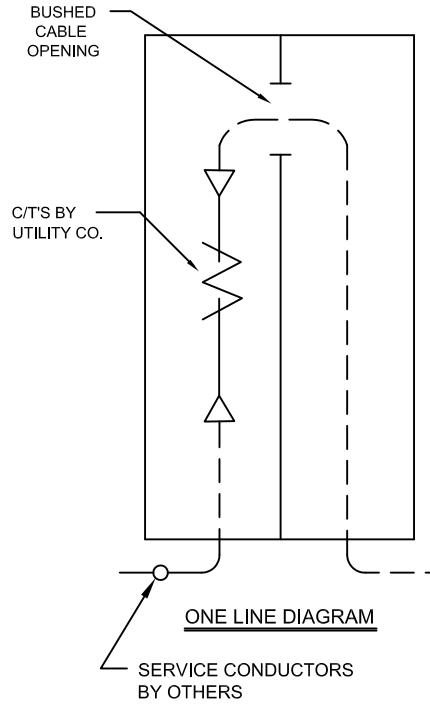 BUSHED
CABLE
OPENING
C/T'S BY
UTILITY CO.
ONE LINE DIAGRAM
SERVICE CONDUCTORS
BY OTHERS